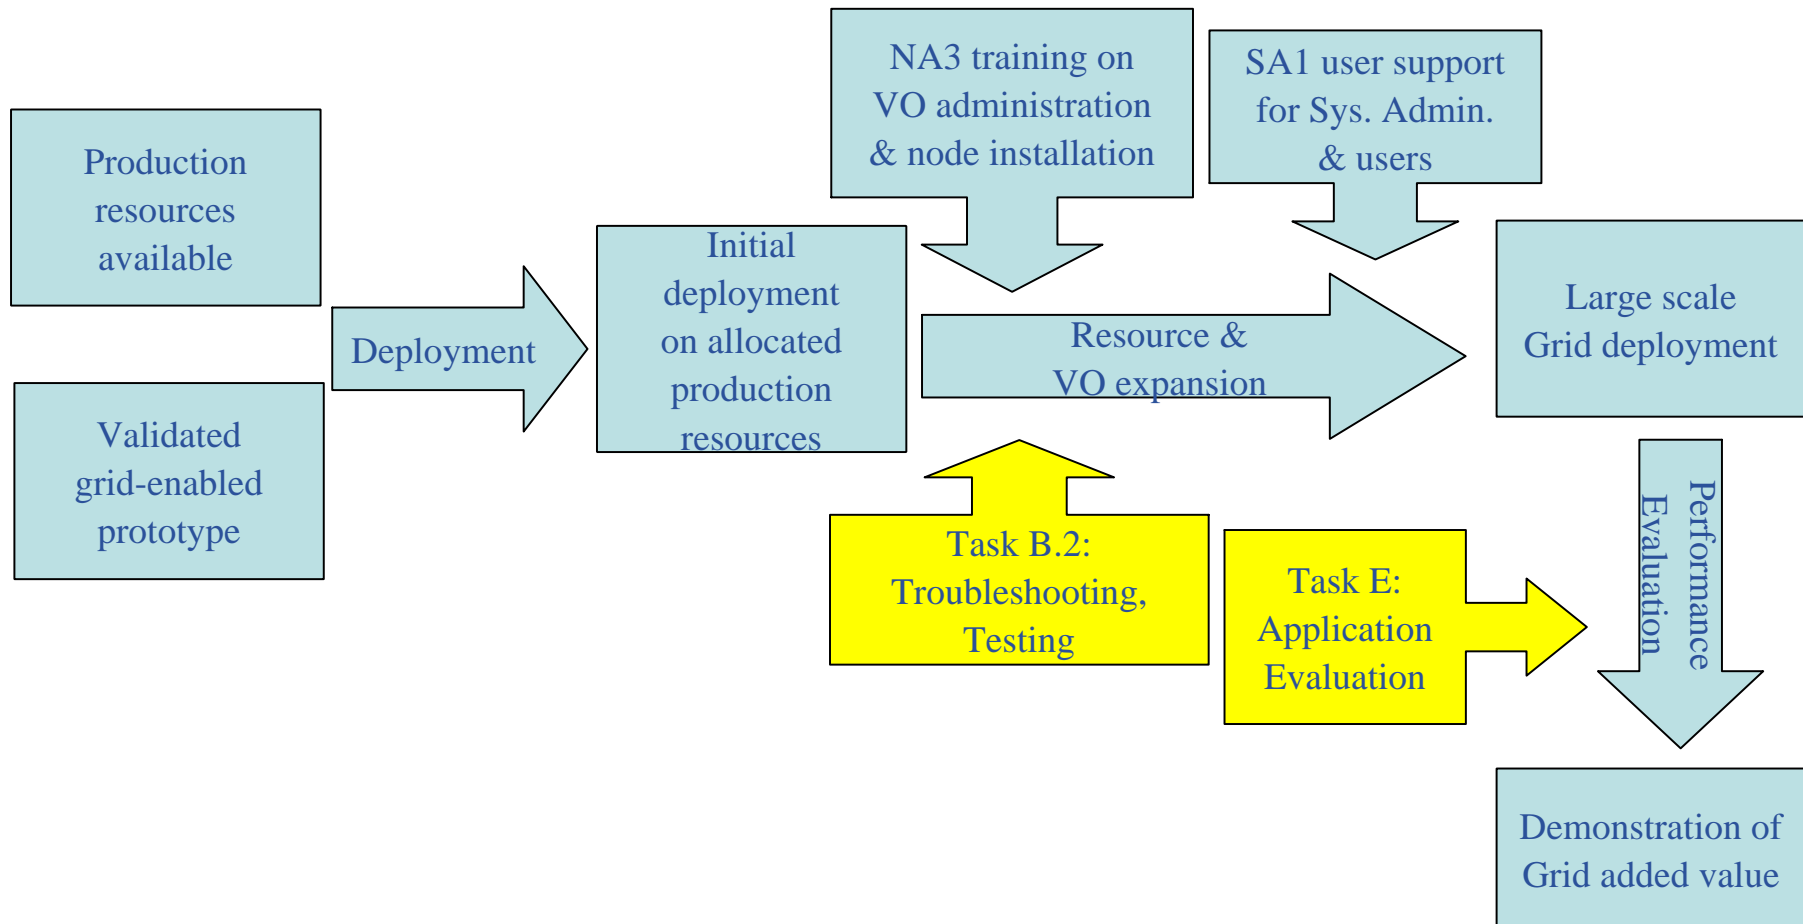 Production
resources
available
Validated
grid-enabled
prototype
Deployment
Initial
deployment
on allocated
production
resources
NA3 training on
VO administration
& node installation
SA1 user support
for Sys. Admin.
& users
Resource &
VO expansion
Large scale
Grid deployment
Task B.2:
Troubleshooting,
Testing
Task E:
Application
Evaluation
Performance
Evaluation
Demonstration of
Grid added value